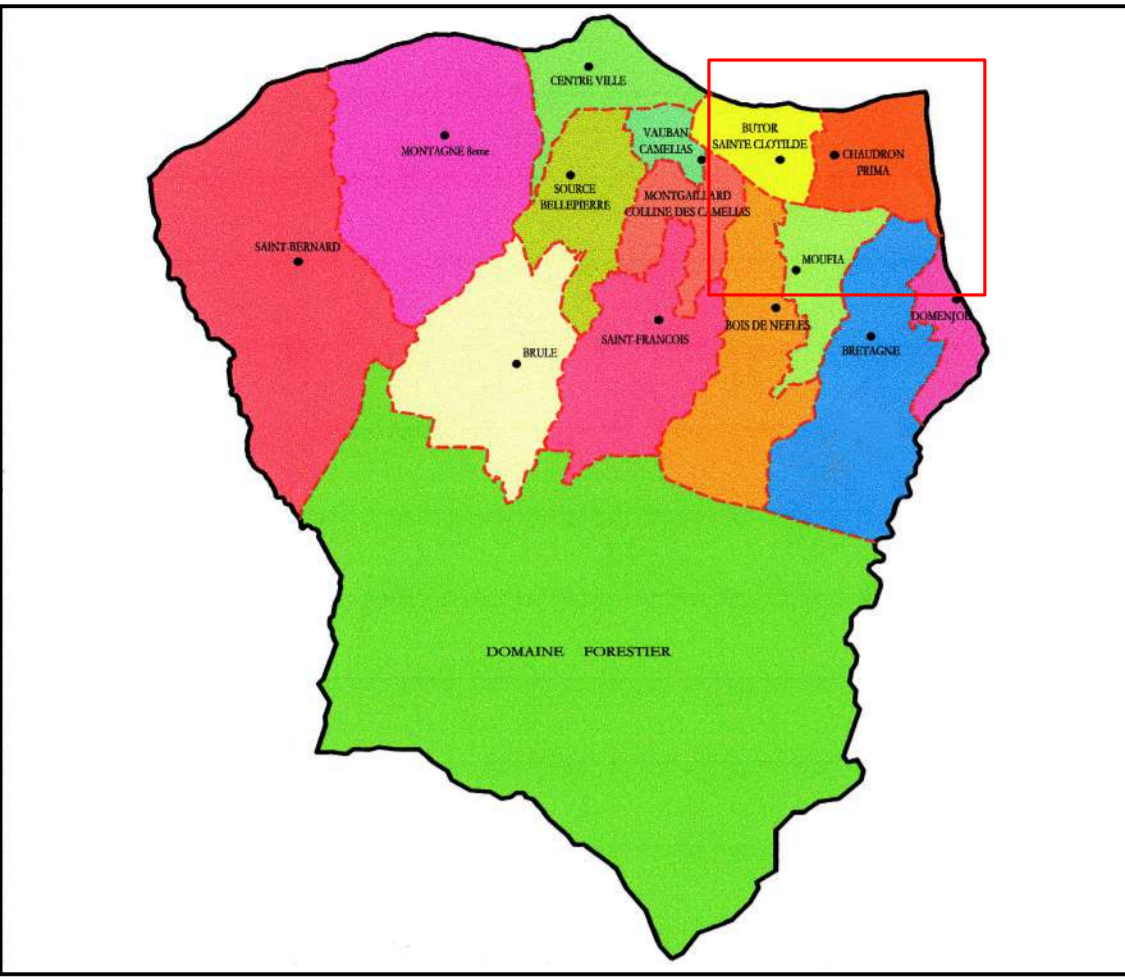 CENTRE VILLE
VAUBAN
CAMELIAS
BUTOR
SAINTE CLOTILDE
MONTAGNE 8eme
CHAUDRON
PRIMA
SOURCE
BELLEPIERRE
MONTGAILLARD
COLLINE DES CAMELIAS
SAINT-BERNARD
MOUFIA
DOMENJOD
BOIS DE NEFLES
SAINT-FRANCOIS
BRULE
BRETAGNE
DOMAINE FORESTIER